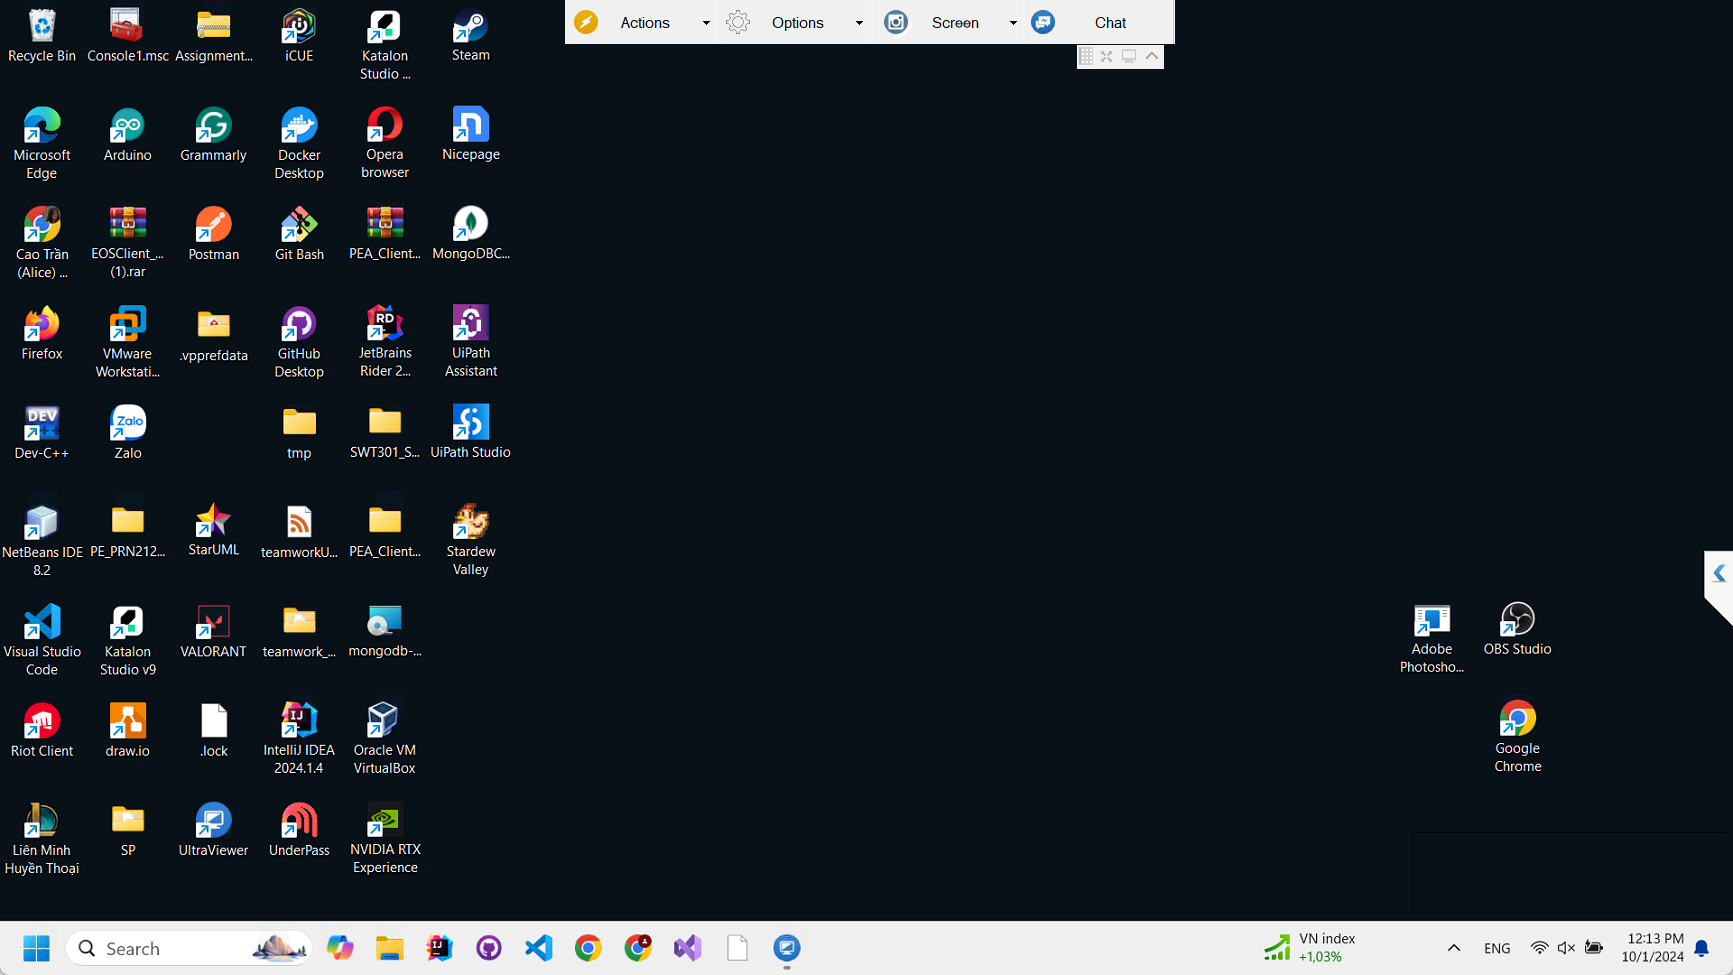 Actions
Options
Screen
Chat
Recycle Bin
Console1.msc
Assignment...
iCUE
Katalon
Studio ...
Steam
Microsoft
Edge
Arduino
Grammarly
Docker
Desktop
Opera
browser
Nicepage
Cao Trần
(Alice) ...
EOSClient_...
(1).rar
Postman
Git Bash
PEA_Client...
MongoDBC...
Firefox
VMware
Workstati...
.vpprefdata
GitHub
Desktop
RD
JetBrains
Rider 2...
UiPath
Assistant
DEV
Dev-C++
Zalo
Zalo
tmp
SWT301_S...
UiPath Studio
NetBeans IDE
8.2
PE_PRN212...
StarUML
teamworkU...
PEA_Client...
Stardew
Valley
Visual Studio
Code
Katalon
Studio v9
VALORANT
teamwork_...
mongodb-...
Adobe
Photosho...
OBS Studio
Riot Client
draw.io
.lock
IJ
IntelliJ IDEA
2024.1.4
Oracle VM
VirtualBox
Google
Chrome
Liên Minh
Huyền Thoại
SP
UltraViewer
UnderPass
NVIDIA RTX
Experience
Search
VN index
+1,03%
ENG
12:13 PM
10/1/2024